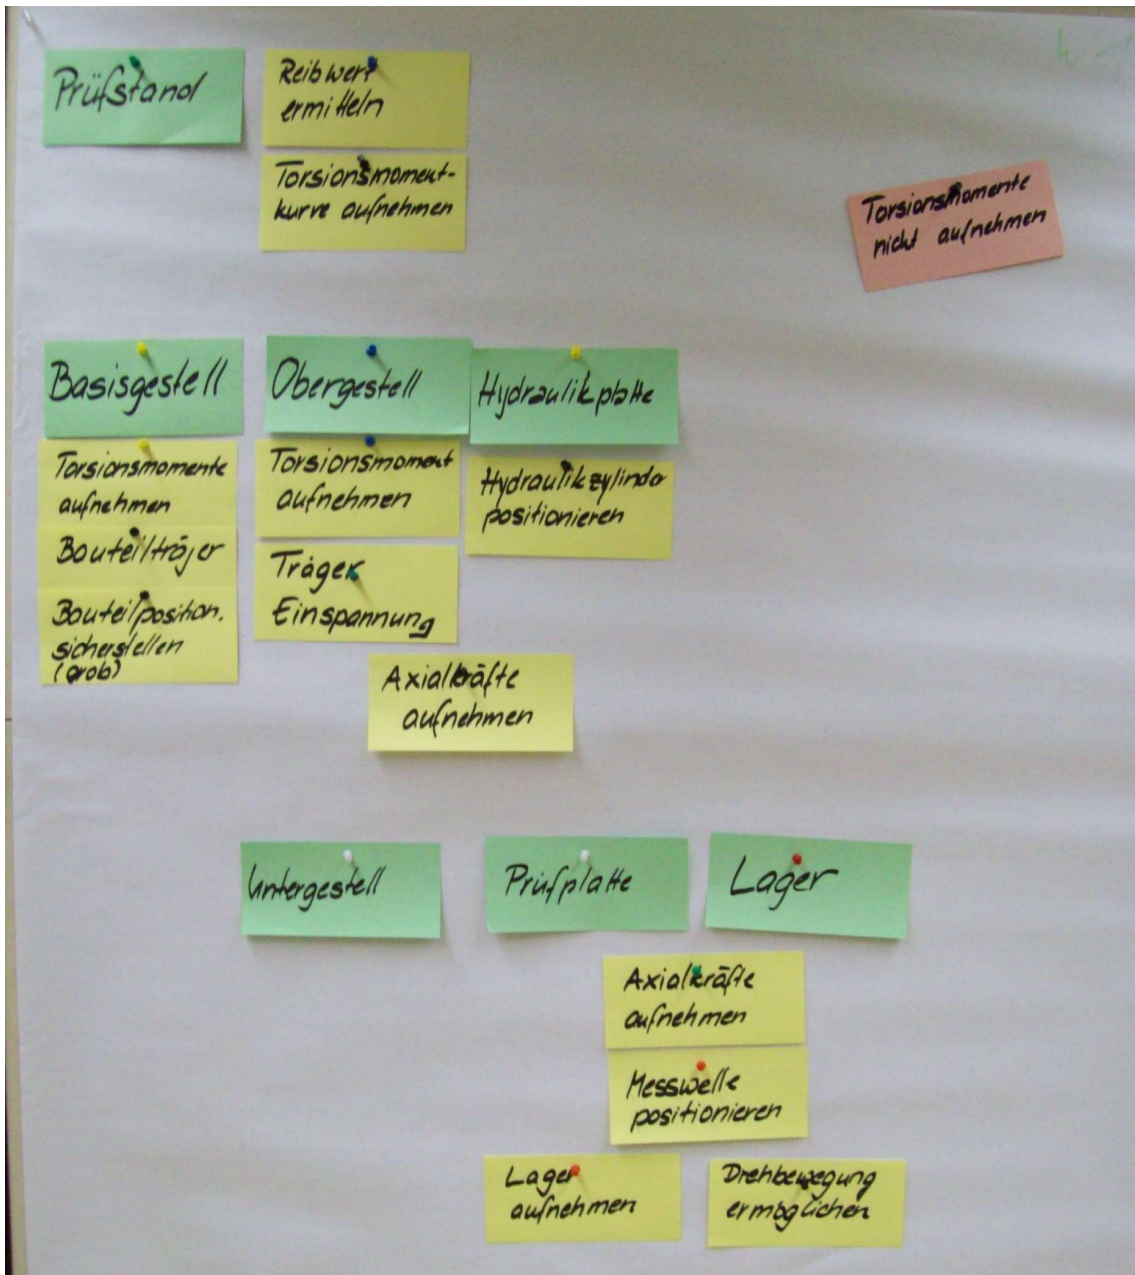 Prüfstand
Reibwert
ermitteln
Torsionsmoment-
kurve aufnehmen
Torsionsmomente
nicht aufnehmen
Basisgestell
Torsionsmomente
aufnehmen
Bauteilträger
Bauteilposition.
sicherstellen
(grob)
Obergestell
Torsionsmoment
aufnehmen
Träger
Einspannung
Hydraulikplatte
Hydraulikzylinder
positionieren
Axialkräfte
aufnehmen
Untergestell
Prüfplatte
Lager
Axialkräfte
aufnehmen
Messwelle
positionieren
Lager
aufnehmen
Drehbewegung
ermöglichen